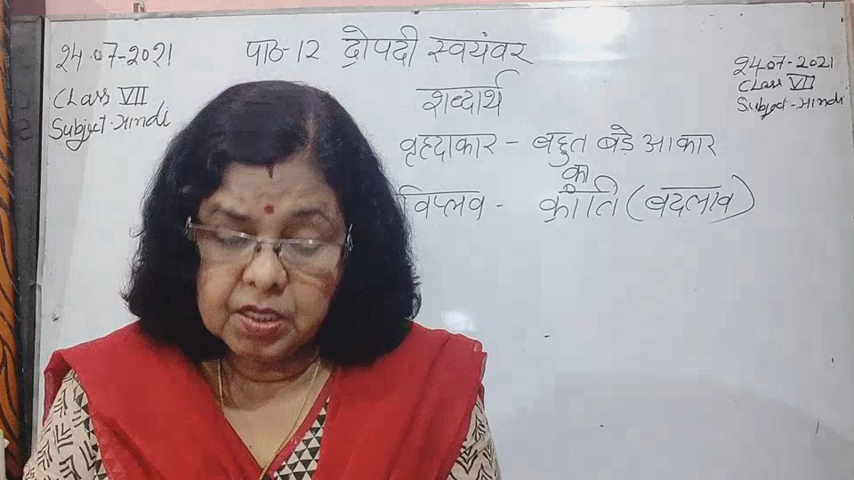 24-07-2021
Class VII
Subject-Hindi
पाठ-12 द्रोपदी स्वयंवर
शब्दार्थ
वृहदाकार - बहुत बड़े आकार
का
विप्लव - क्रांति (बदलाव)
24-07-2021
Class VII
Subject-Hindi